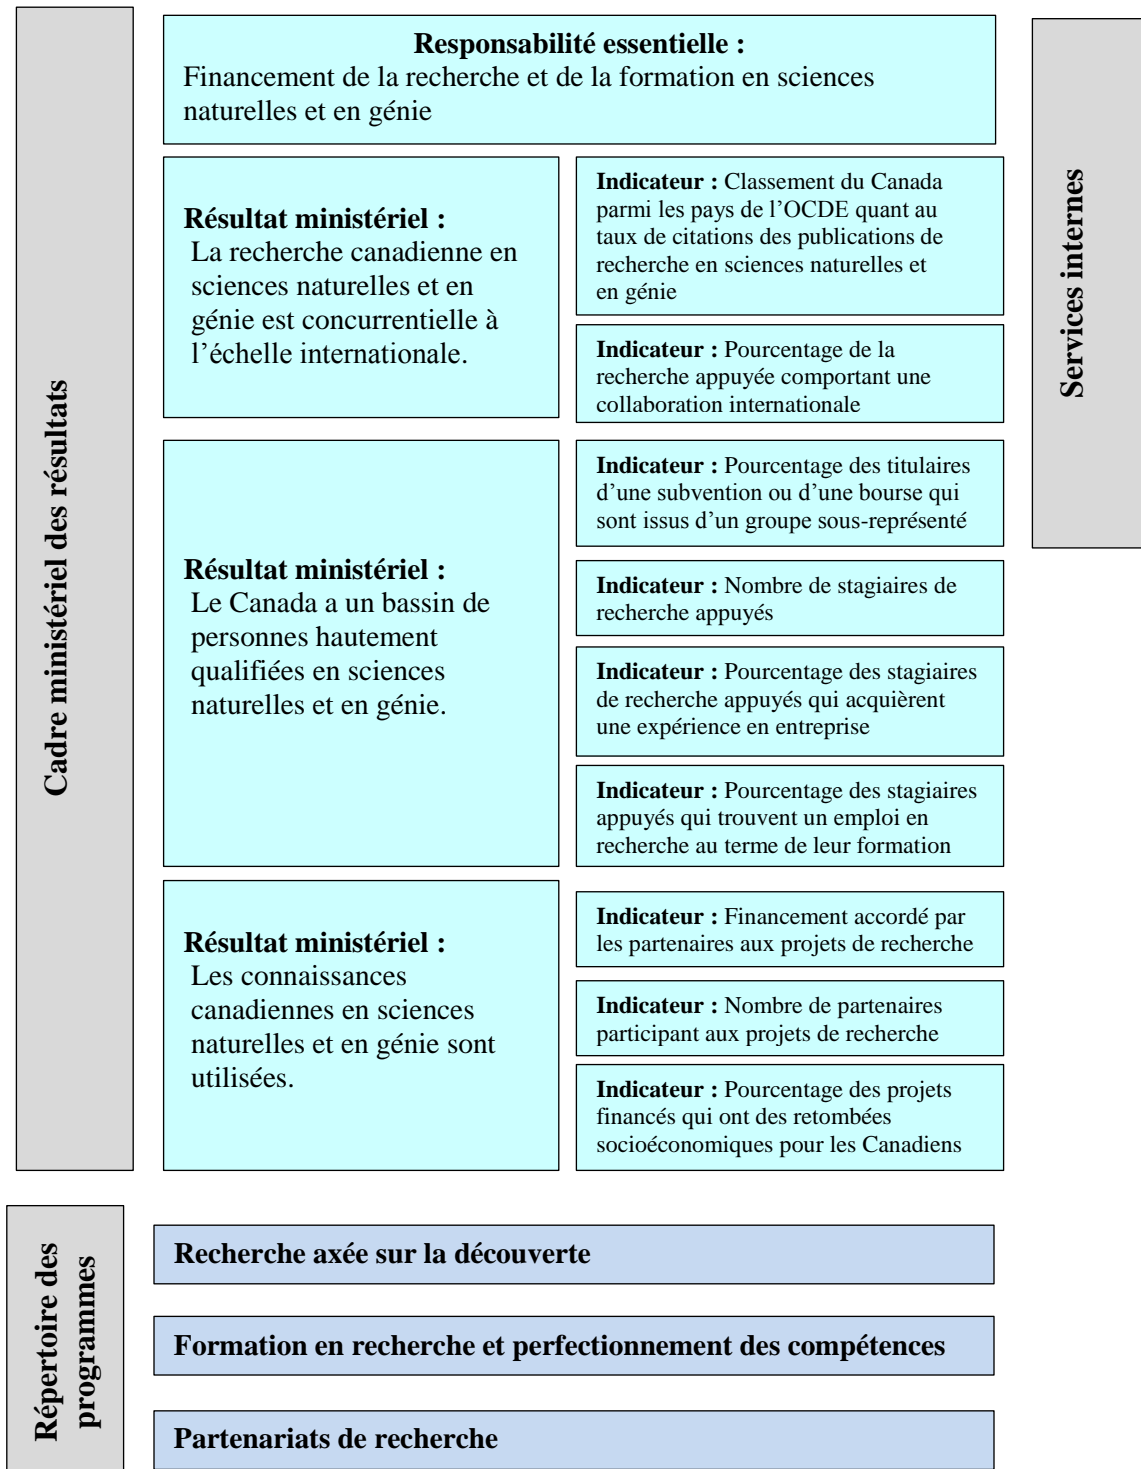 Cadre ministériel des résultats
Responsabilité essentielle :
Financement de la recherche et de la formation en sciences
naturelles et en génie
Résultat ministériel :
La recherche canadienne en
sciences naturelles et en
génie est concurrentielle à
l’échelle internationale.
Indicateur : Classement du Canada
parmi les pays de l’OCDE quant au
taux de citations des publications de
recherche en sciences naturelles et
en génie
Indicateur : Pourcentage de la
recherche appuyée comportant une
collaboration internationale
Résultat ministériel :
Le Canada a un bassin de
personnes hautement
qualifiées en sciences
naturelles et en génie.
Indicateur : Pourcentage des titulaires
d’une subvention ou d’une bourse qui
sont issus d’un groupe sous-représenté
Indicateur : Nombre de stagiaires de
recherche appuyés
Indicateur : Pourcentage des stagiaires
de recherche appuyés qui acquièrent
une expérience en entreprise
Indicateur : Pourcentage des stagiaires
appuyés qui trouvent un emploi en
recherche au terme de leur formation
Résultat ministériel :
Les connaissances
canadiennes en sciences
naturelles et en génie sont
utilisées.
Indicateur : Financement accordé par
les partenaires aux projets de recherche
Indicateur : Nombre de partenaires
participant aux projets de recherche
Indicateur : Pourcentage des projets
financés qui ont des retombées
socioéconomiques pour les Canadiens
Services internes
Répertoire des
programmes
Recherche axée sur la découverte
Formation en recherche et perfectionnement des compétences
Partenariats de recherche